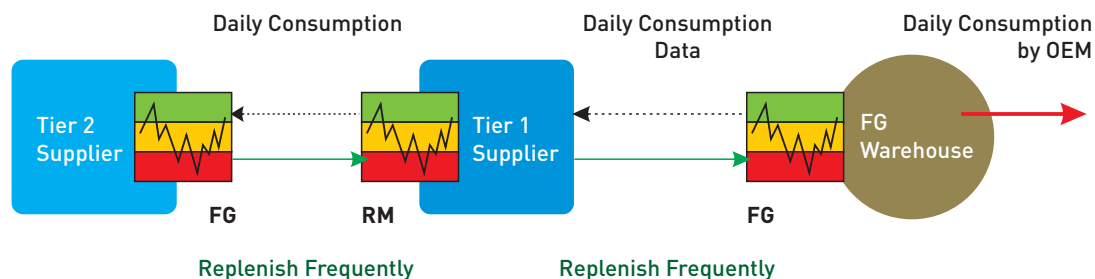 Daily Consumption
Daily Consumption
Data
Daily Consumption
by OEM
Tier 2
Supplier
Tier 1
Supplier
FG
Warehouse
FG
RM
FG
Replenish Frequently
Replenish Frequently